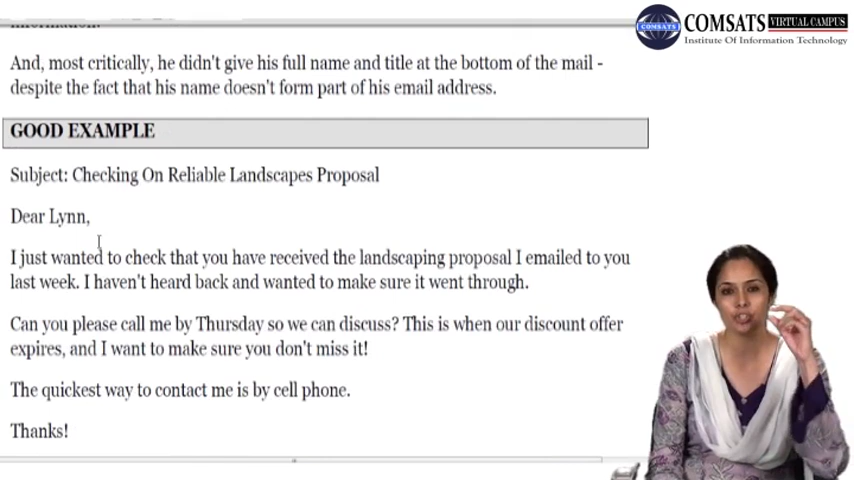 COMSATS VIRTUAL CAMPUS
Institute Of Information Technology
COMSATS
And, most critically, he didn't give his full name and title at the bottom of the mail -
despite the fact that his name doesn't form part of his email address.
GOOD EXAMPLE
Subject: Checking On Reliable Landscapes Proposal
Dear Lynn,
I just wanted to check that you have received the landscaping proposal I emailed to you
last week. I haven't heard back and wanted to make sure it went through.
Can you please call me by Thursday so we can discuss? This is when our discount offer
expires, and I want to make sure you don't miss it!
The quickest way to contact me is by cell phone.
Thanks!